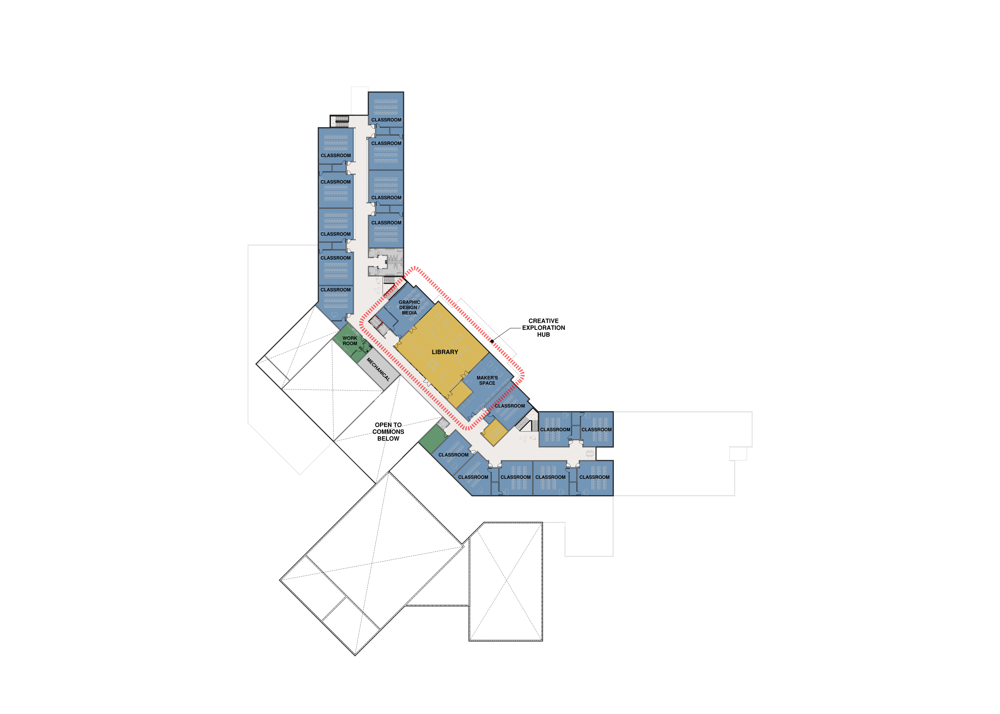 CLASSROOM
CLASSROOM
CLASSROOM
CLASSROOM
CLASSROOM
CLASSROOM
CLASSROOM
CLASSROOM
CLASSROOM
GRAPHIC
DESIGN /
MEDIA
CREATIVE
EXPLORATION
HUB
WORK
ROOM
LIBRARY
MECHANICAL
MAKER'S
SPACE
CLASSROOM
OPEN TO
COMMONS
BELOW
CLASSROOM
CLASSROOM
CLASSROOM
CLASSROOM
CLASSROOM
CLASSROOM
CLASSROOM